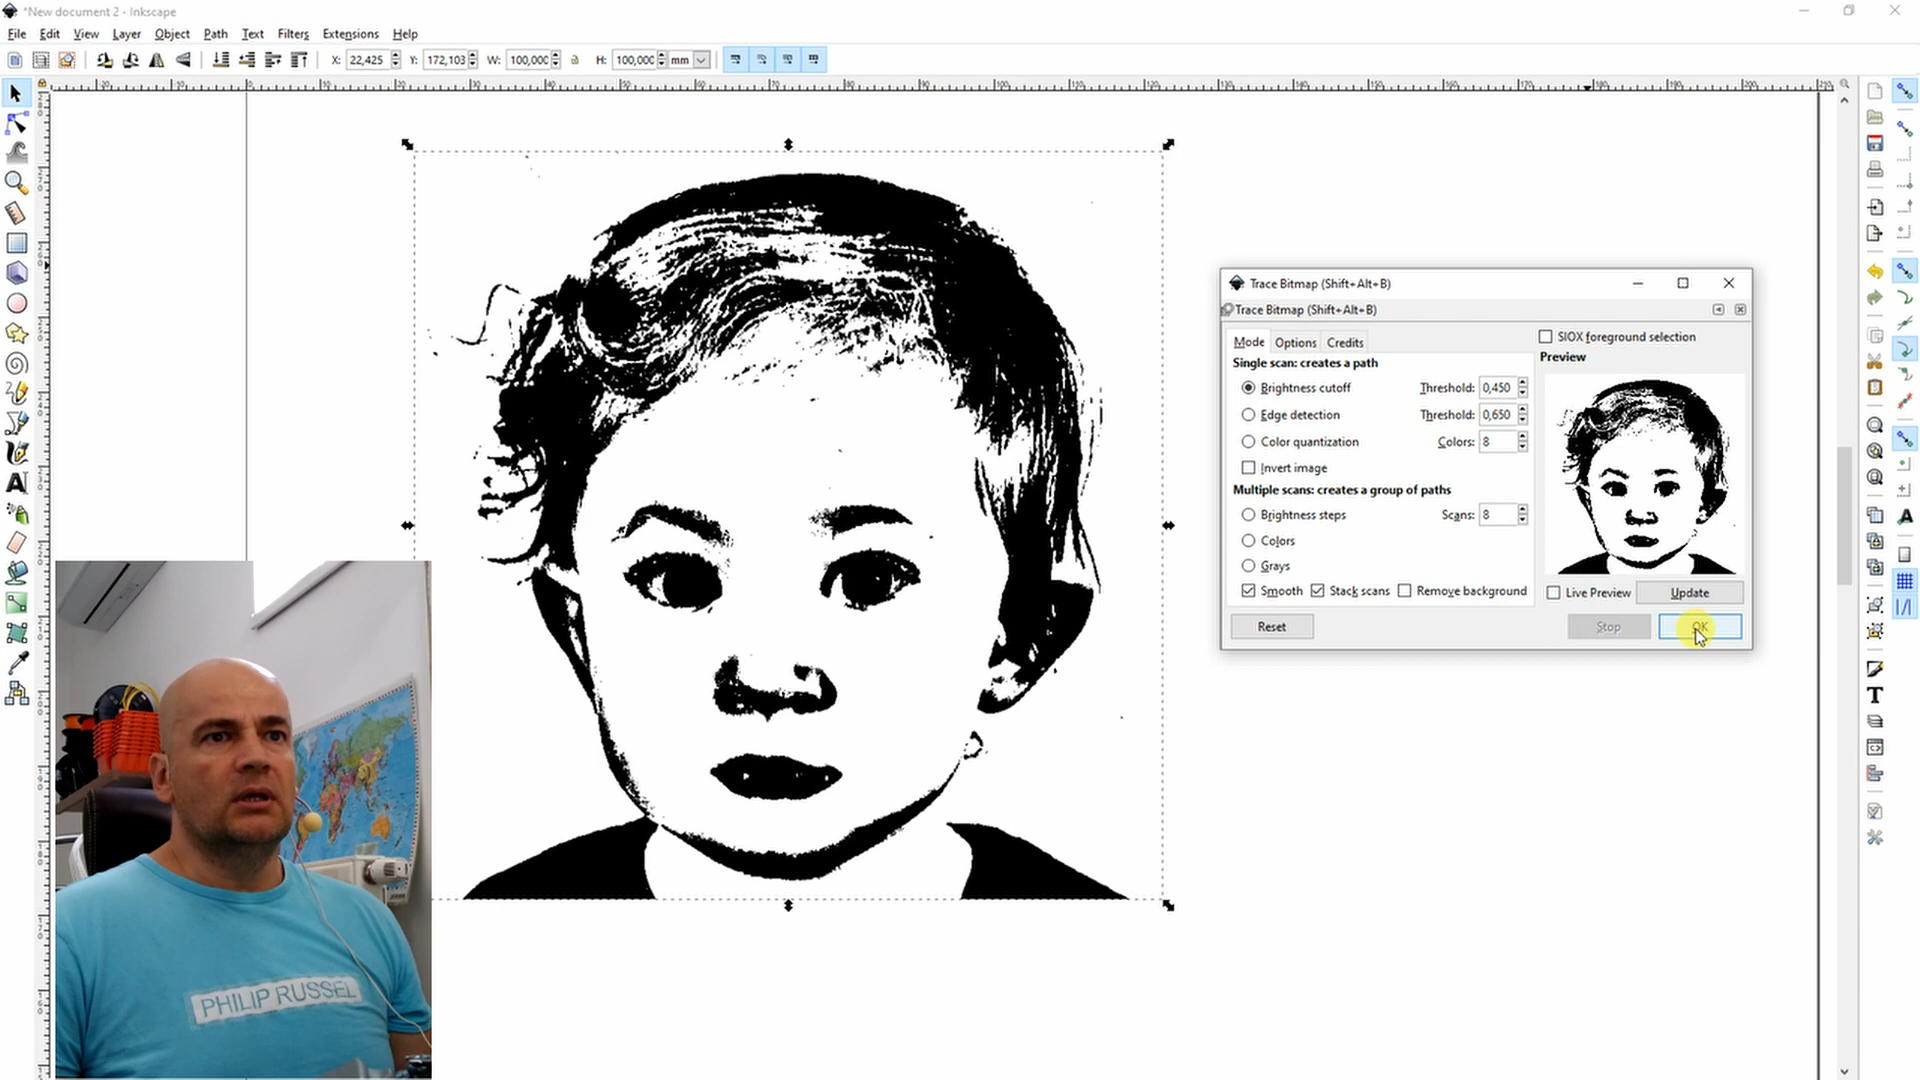 *New document 2 - Inkscape
File Edit View Layer Object Path Text Filters Extensions Help
X: 22,425 Y: 172,103 W: 100,000 H: 100,000 mm
Trace Bitmap (Shift+Alt+B)
Trace Bitmap (Shift+Alt+B)
Mode Options Credits
SIOX foreground selection
Single scan: creates a path
Preview
Brightness cutoff Threshold: 0,450
Edge detection Threshold: 0,650
Color quantization Colors: 8
Invert image
Multiple scans: creates a group of paths
Brightness steps Scans: 8
Colors
Grays
Smooth Stack scans Remove background
Live Preview Update
Reset Stop OK
PHILIP RUSSEL